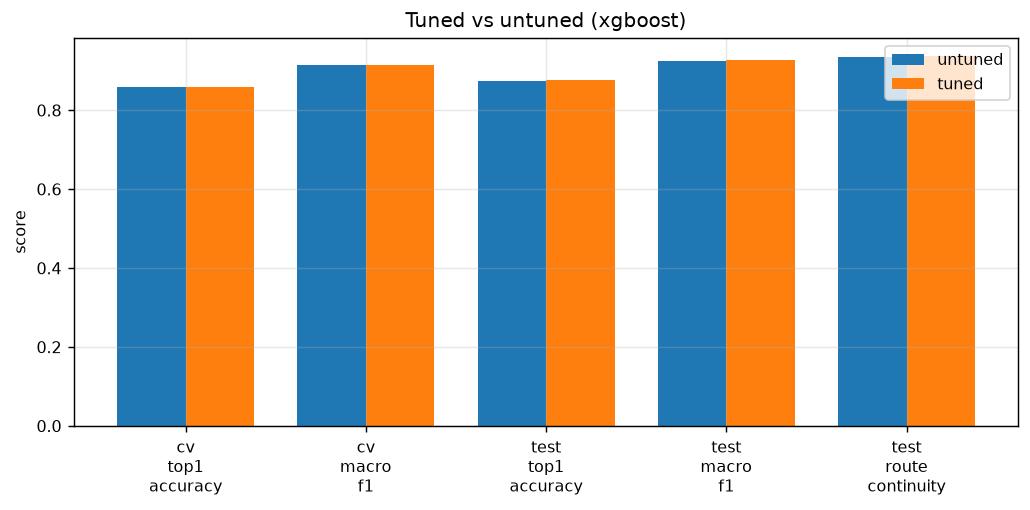 Tuned vs untuned (xgboost)
untuned
tuned
score
0.8
0.6
0.4
0.2
0.0
cv
top1
accuracy
cv
macro
f1
test
top1
accuracy
test
macro
f1
test
route
continuity